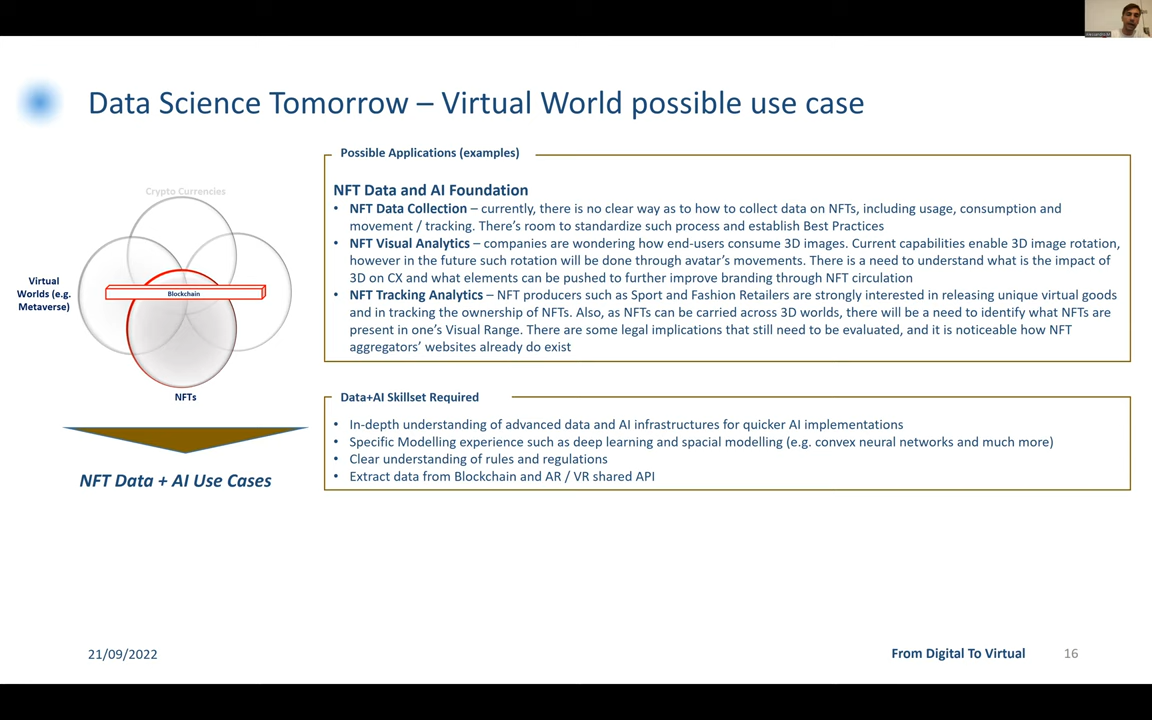 Data Science Tomorrow – Virtual World possible use case
Possible Applications (examples)
NFT Data and AI Foundation
• NFT Data Collection – currently, there is no clear way as to how to collect data on NFTs, including usage, consumption and
movement / tracking. There's room to standardize such process and establish Best Practices
• NFT Visual Analytics – companies are wondering how end-users consume 3D images. Current capabilities enable 3D image rotation,
however in the future such rotation will be done through avatar's movements. There is a need to understand what is the impact of
3D on CX and what elements can be pushed to further improve branding through NFT circulation
• NFT Tracking Analytics – NFT producers such as Sport and Fashion Retailers are strongly interested in releasing unique virtual goods
and in tracking the ownership of NFTs. Also, as NFTs can be carried across 3D worlds, there will be a need to identify what NFTs are
present in one's Visual Range. There are some legal implications that still need to be evaluated, and it is noticeable how NFT
aggregators' websites already do exist
Crypto Currencies
Virtual
Worlds (e.g.
Metaverse)
Blockchain
NFTs
NFT Data + AI Use Cases
Data+AI Skillset Required
• In-depth understanding of advanced data and AI infrastructures for quicker AI implementations
• Specific Modelling experience such as deep learning and spacial modelling (e.g. convex neural networks and much more)
• Clear understanding of rules and regulations
• Extract data from Blockchain and AR / VR shared API
21/09/2022
From Digital To Virtual
16